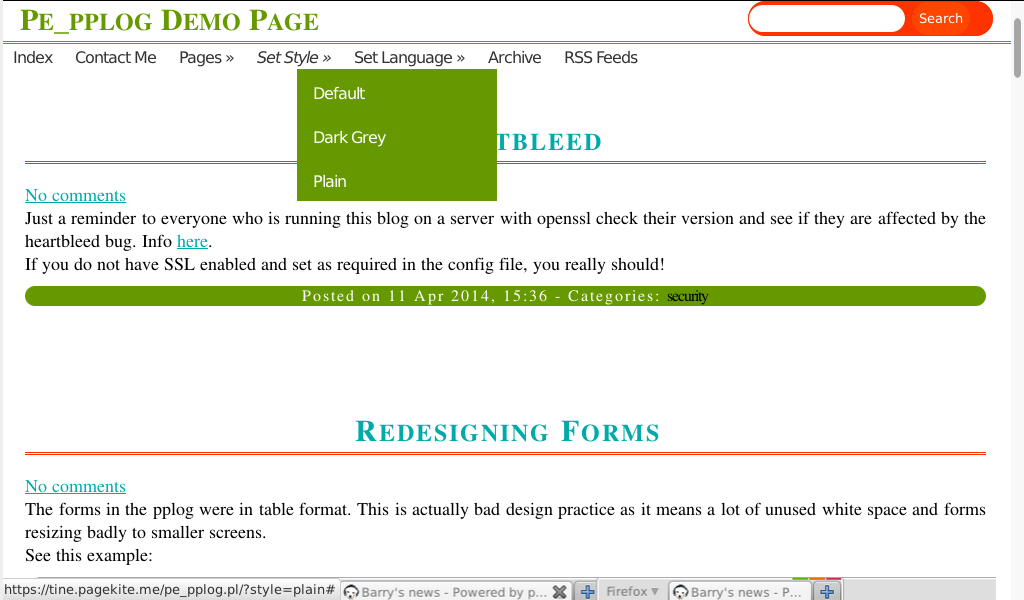 PE_PPLOG DEMO PAGE
Search
Index Contact Me Pages » Set Style » Set Language » Archive RSS Feeds
Default
Dark Grey
Plain
TBLEED
No comments
Just a reminder to everyone who is running this blog on a server with openssl check their version and see if they are affected by the
heartbleed bug. Info here.
If you do not have SSL enabled and set as required in the config file, you really should!
Posted on 11 Apr 2014, 15:36 - Categories: security
REDESIGNING FORMS
No comments
The forms in the pplog were in table format. This is actually bad design practice as it means a lot of unused white space and forms
resizing badly to smaller screens.
See this example:
https://tine.pagekite.me/pe_pplog.pl/?style=plain# Barry's news - Powered by p... Firefox ▼ Barry's news - P...